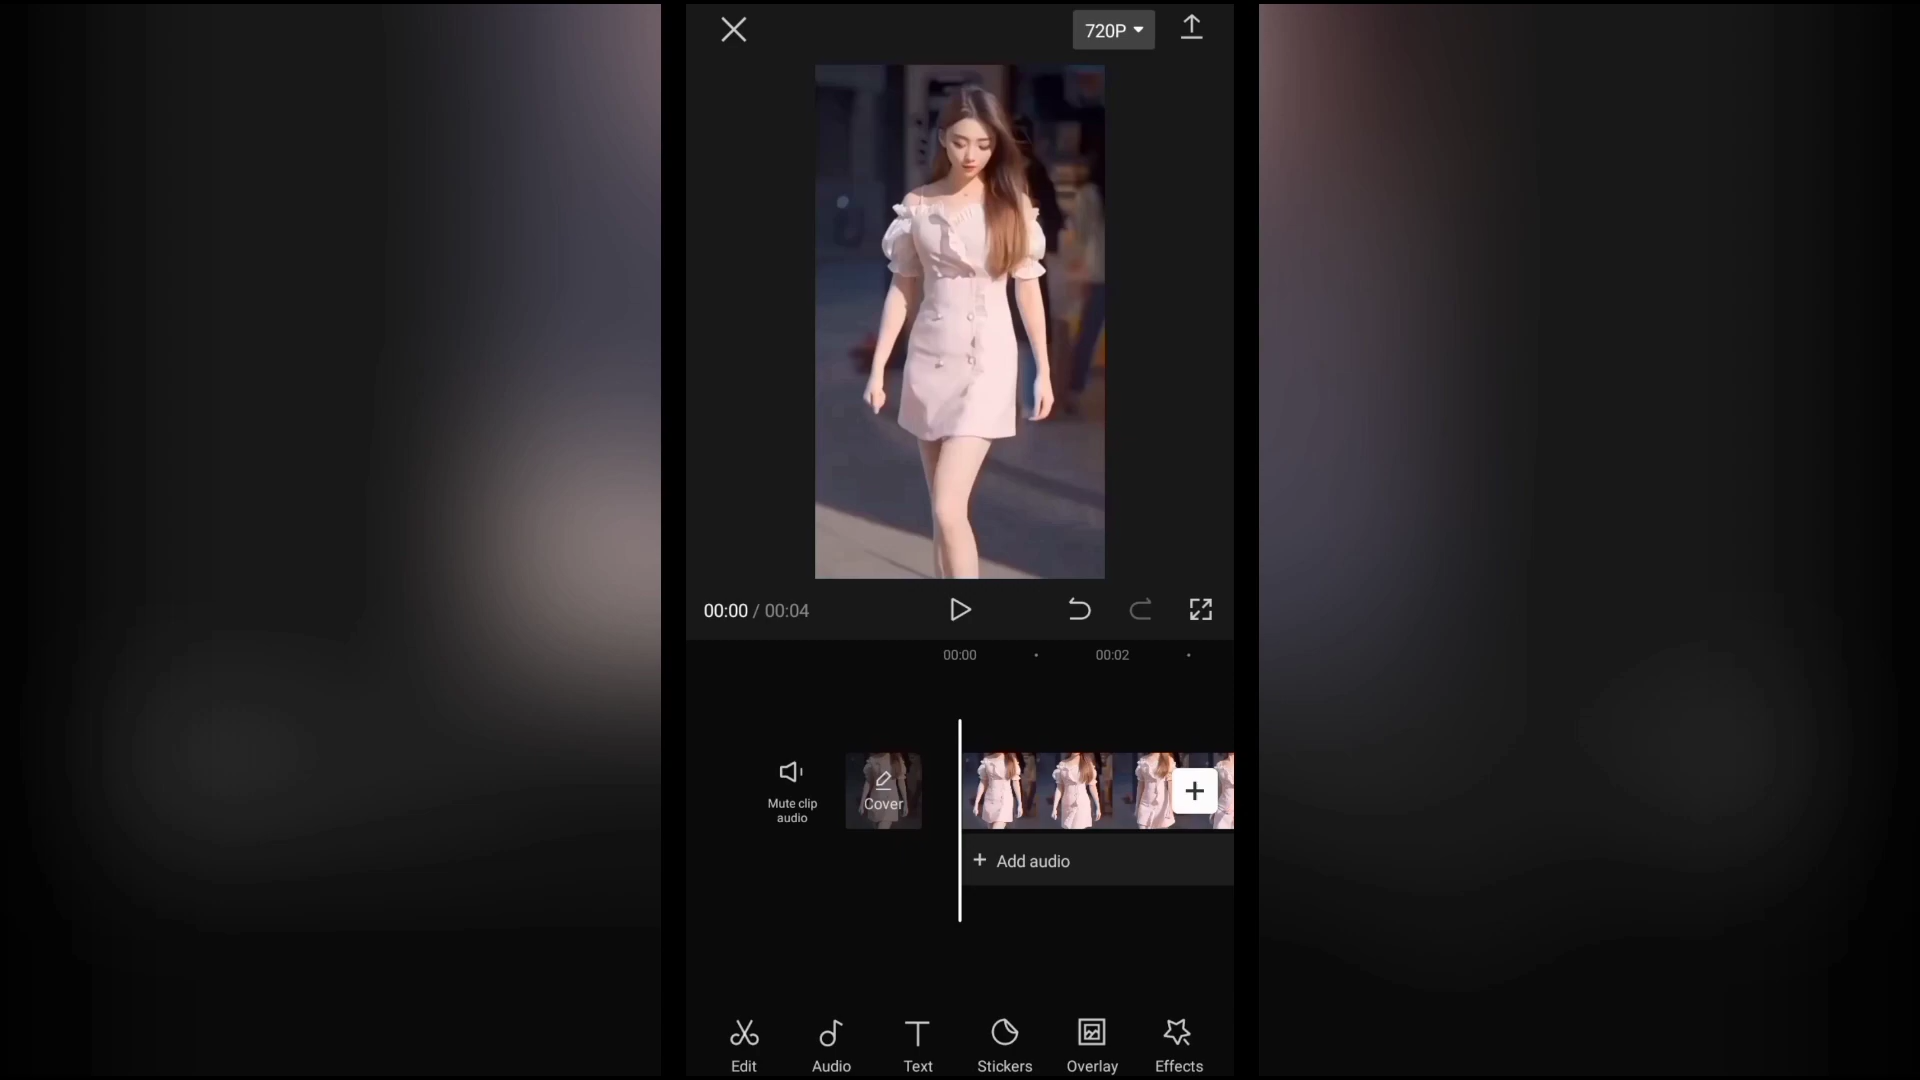 720P
00:00 / 00:04
00:00
00:02
Mute clip
audio
Cover
Add audio
Edit
Audio
Text
Stickers
Overlay
Effects